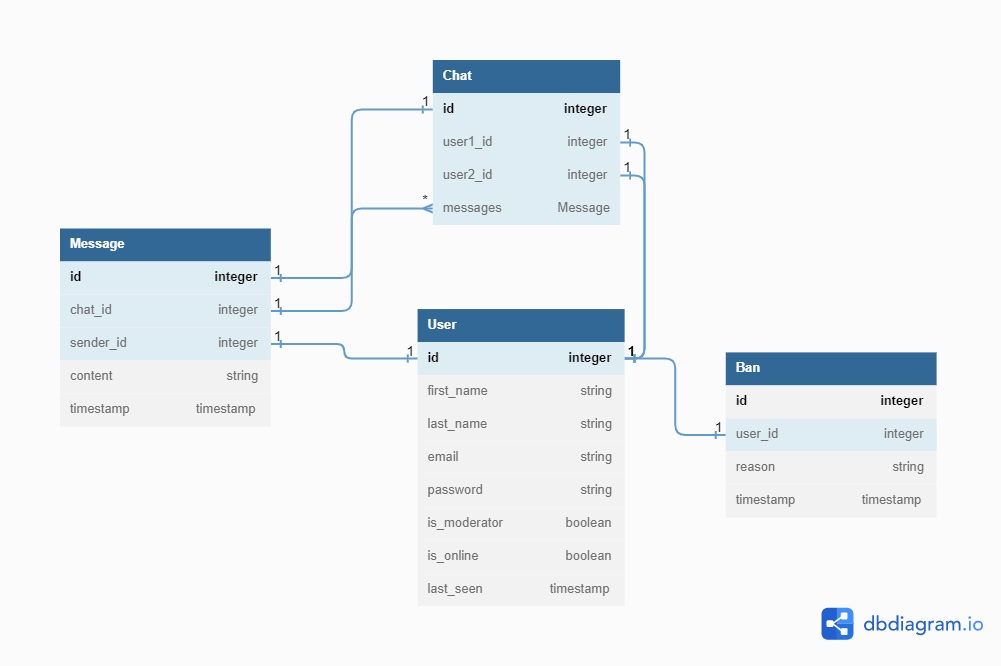 Chat
1 id integer
user1_id integer 1
user2_id integer 1
* messages Message
Message
id integer 1
chat_id integer 1
sender_id integer 1
content string
timestamp timestamp
User
1 id integer 1
first_name string
last_name string
email string
password string
is_moderator boolean
is_online boolean
last_seen timestamp
Ban
id integer
1 user_id integer
reason string
timestamp timestamp
dbdiagram.io